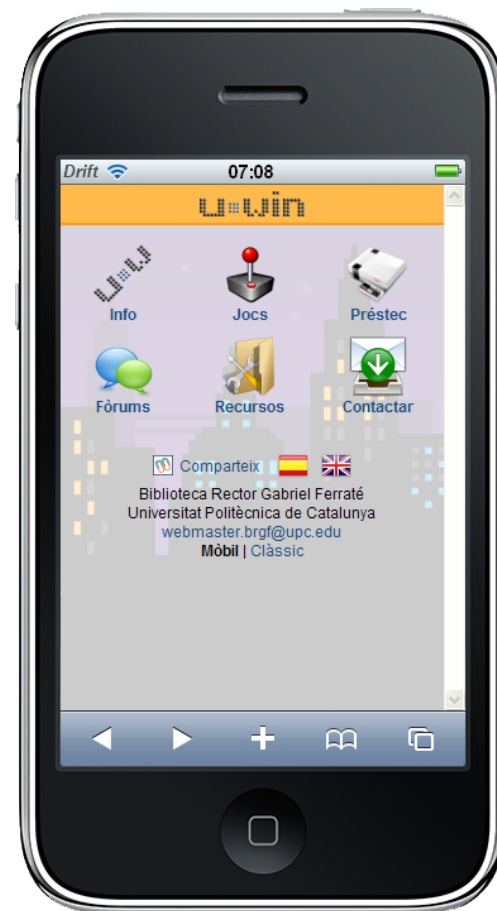 Drift 07:08
u·win
Info Jocs Préstec
Fòrums Recursos Contactar
Comparteix
Biblioteca Rector Gabriel Ferraté
Universitat Politècnica de Catalunya
webmaster.brgf@upc.edu
Mòbil | Clàssic